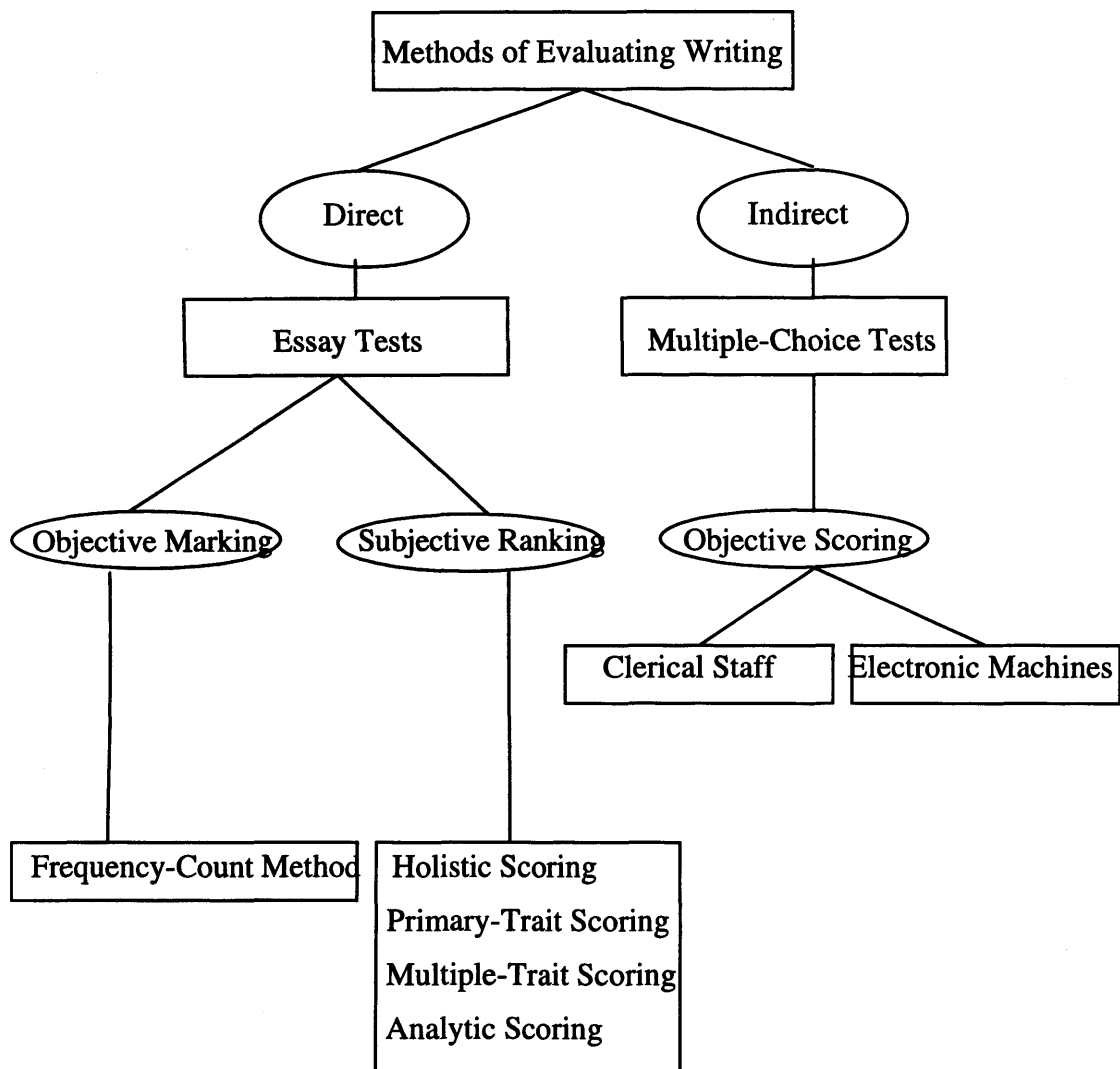 Methods of Evaluating Writing
Direct
Indirect
Essay Tests
Multiple-Choice Tests
Objective Marking
Subjective Ranking
Objective Scoring
Clerical Staff
Electronic Machines
Frequency-Count Method
Holistic Scoring
Primary-Trait Scoring
Multiple-Trait Scoring
Analytic Scoring